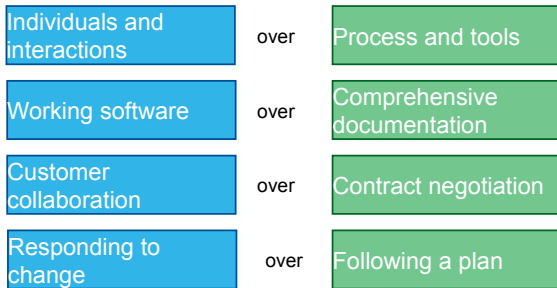 Individuals and
interactions
over
Process and tools
Working software
over
Comprehensive
documentation
Customer
collaboration
over
Contract negotiation
Responding to
change
over
Following a plan